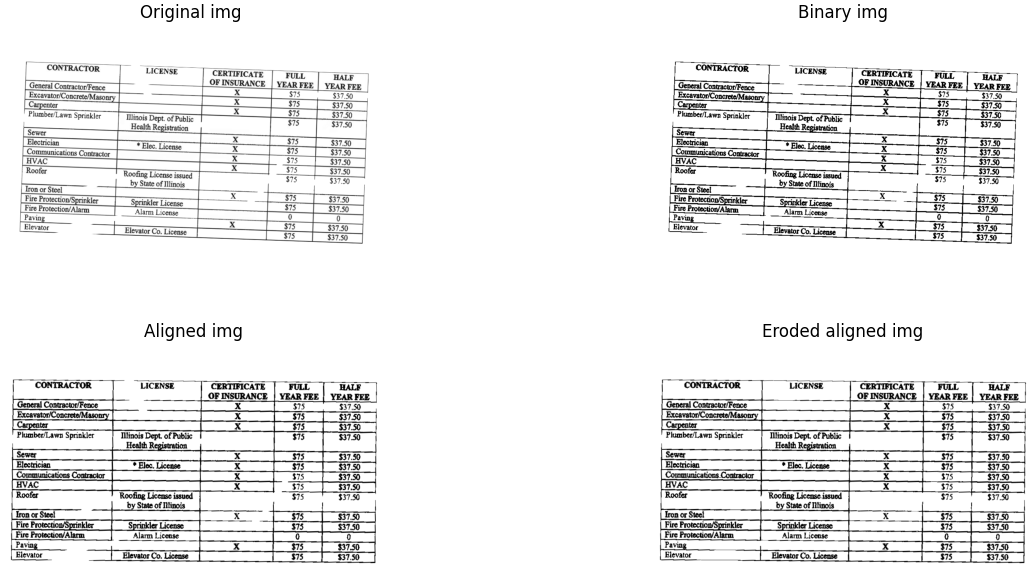 Original img
CONTRACTOR LICENSE CERTIFICATE FULL HALF
OF INSURANCE YEAR FEE YEAR FEE
General Contractor/Fence X $75 $37.50
Excavator/Concrete/Masonry X $75 $37.50
Carpenter X $75 $37.50
Plumber/Lawn Sprinkler Illinois Dept. of Public $75 $37.50
Health Registration
Sewer X $75 $37.50
Electrician * Elec. License X $75 $37.50
Communications Contractor X $75 $37.50
HVAC X $75 $37.50
Roofer Roofing License issued $75 $37.50
by State of Illinois
Iron or Steel X $75 $37.50
Fire Protection/Sprinkler Sprinkler License $75 $37.50
Fire Protection/Alarm Alarm License 0 0
Paving X $75 $37.50
Elevator Elevator Co. License $75 $37.50
Binary img
CONTRACTOR LICENSE CERTIFICATE FULL HALF
OF INSURANCE YEAR FEE YEAR FEE
General Contractor/Fence X $75 $37.50
Excavator/Concrete/Masonry X $75 $37.50
Carpenter X $75 $37.50
Plumber/Lawn Sprinkler Illinois Dept. of Public $75 $37.50
Health Registration
Sewer X $75 $37.50
Electrician * Elec. License X $75 $37.50
Communications Contractor X $75 $37.50
HVAC X $75 $37.50
Roofer Roofing License issued $75 $37.50
by State of Illinois
Iron or Steel X $75 $37.50
Fire Protection/Sprinkler Sprinkler License $75 $37.50
Fire Protection/Alarm Alarm License 0 0
Paving X $75 $37.50
Elevator Elevator Co. License $75 $37.50
Aligned img
CONTRACTOR LICENSE CERTIFICATE FULL HALF
OF INSURANCE YEAR FEE YEAR FEE
General Contractor/Fence X $75 $37.50
Excavator/Concrete/Masonry X $75 $37.50
Carpenter X $75 $37.50
Plumber/Lawn Sprinkler Illinois Dept. of Public $75 $37.50
Health Registration
Sewer X $75 $37.50
Electrician * Elec. License X $75 $37.50
Communications Contractor X $75 $37.50
HVAC X $75 $37.50
Roofer Roofing License issued $75 $37.50
by State of Illinois
Iron or Steel X $75 $37.50
Fire Protection/Sprinkler Sprinkler License $75 $37.50
Fire Protection/Alarm Alarm License 0 0
Paving X $75 $37.50
Elevator Elevator Co. License $75 $37.50
Eroded aligned img
CONTRACTOR LICENSE CERTIFICATE FULL HALF
OF INSURANCE YEAR FEE YEAR FEE
General Contractor/Fence X $75 $37.50
Excavator/Concrete/Masonry X $75 $37.50
Carpenter X $75 $37.50
Plumber/Lawn Sprinkler Illinois Dept. of Public $75 $37.50
Health Registration
Sewer X $75 $37.50
Electrician * Elec. License X $75 $37.50
Communications Contractor X $75 $37.50
HVAC X $75 $37.50
Roofer Roofing License issued $75 $37.50
by State of Illinois
Iron or Steel X $75 $37.50
Fire Protection/Sprinkler Sprinkler License $75 $37.50
Fire Protection/Alarm Alarm License 0 0
Paving X $75 $37.50
Elevator Elevator Co. License $75 $37.50